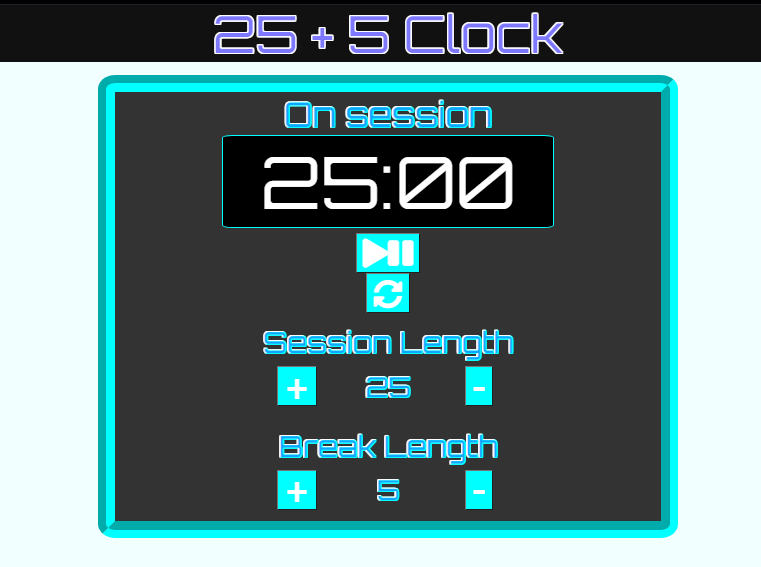 25 + 5 Clock
On session
25:00
Session Length
+ 25 -
Break Length
+ 5 -